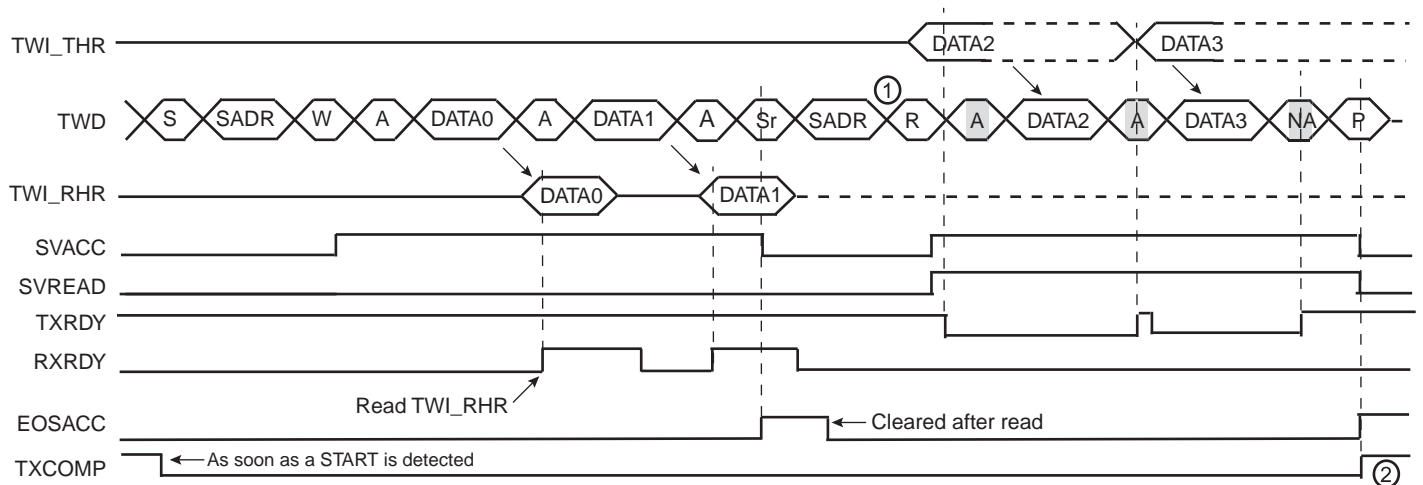 TWI_THR DATA2 DATA3
①
TWD S SADR W A DATA0 A DATA1 A Sr SADR R A DATA2 A DATA3 NA P
TWI_RHR DATA0 DATA1
SVACC
SVREAD
TXRDY
RXRDY
Read TWI_RHR
EOSACC Cleared after read
As soon as a START is detected
TXCOMP ②